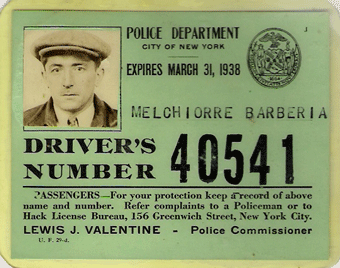 POLICE DEPARTMENT
CITY OF NEW YORK
EXPIRES MARCH 31, 1938
MELCHIORRE BARBERIA
DRIVER'S
NUMBER 40541
PASSENGERS—For your protection keep a record of above
name and number. Refer complaints to a Policeman or to
Hack License Bureau, 156 Greenwich Street, New York City.
LEWIS J. VALENTINE - Police Commissioner
U. F. 29-d.